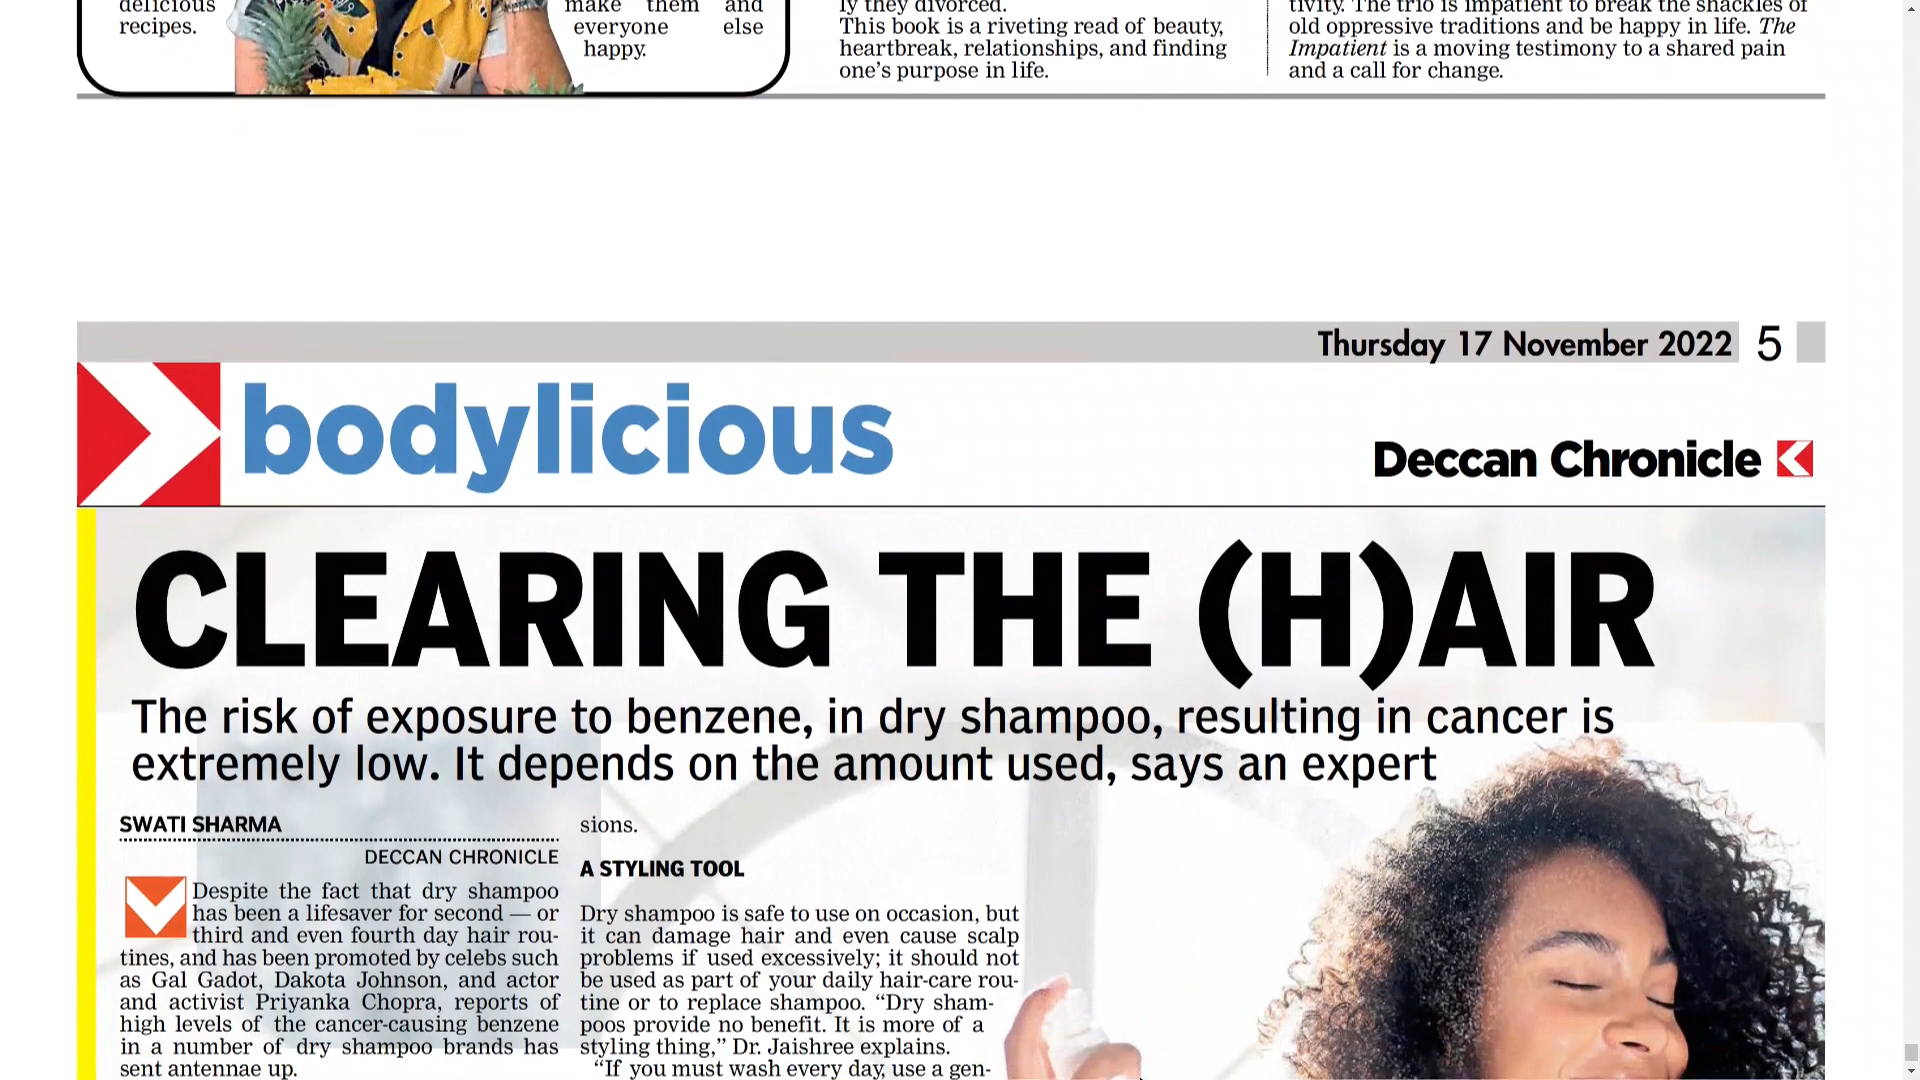 delicious
recipes.
make them and
everyone else
happy.
ly they divorced.
This book is a riveting read of beauty,
heartbreak, relationships, and finding
one's purpose in life.
tivity. The trio is impatient to break the shackles of
old oppressive traditions and be happy in life. The
Impatient is a moving testimony to a shared pain
and a call for change.
Thursday 17 November 2022 5
bodylicious
Deccan Chronicle
CLEARING THE (H)AIR
The risk of exposure to benzene, in dry shampoo, resulting in cancer is
extremely low. It depends on the amount used, says an expert
SWATI SHARMA
DECCAN CHRONICLE
Despite the fact that dry shampoo
has been a lifesaver for second — or
third and even fourth day hair rou-
tines, and has been promoted by celebs such
as Gal Gadot, Dakota Johnson, and actor
and activist Priyanka Chopra, reports of
high levels of the cancer-causing benzene
in a number of dry shampoo brands has
sent antennae up.
sions.
A STYLING TOOL
Dry shampoo is safe to use on occasion, but
it can damage hair and even cause scalp
problems if used excessively; it should not
be used as part of your daily hair-care rou-
tine or to replace shampoo. “Dry sham-
poos provide no benefit. It is more of a
styling thing,” Dr. Jaishree explains.
“If you must wash every day, use a gen-